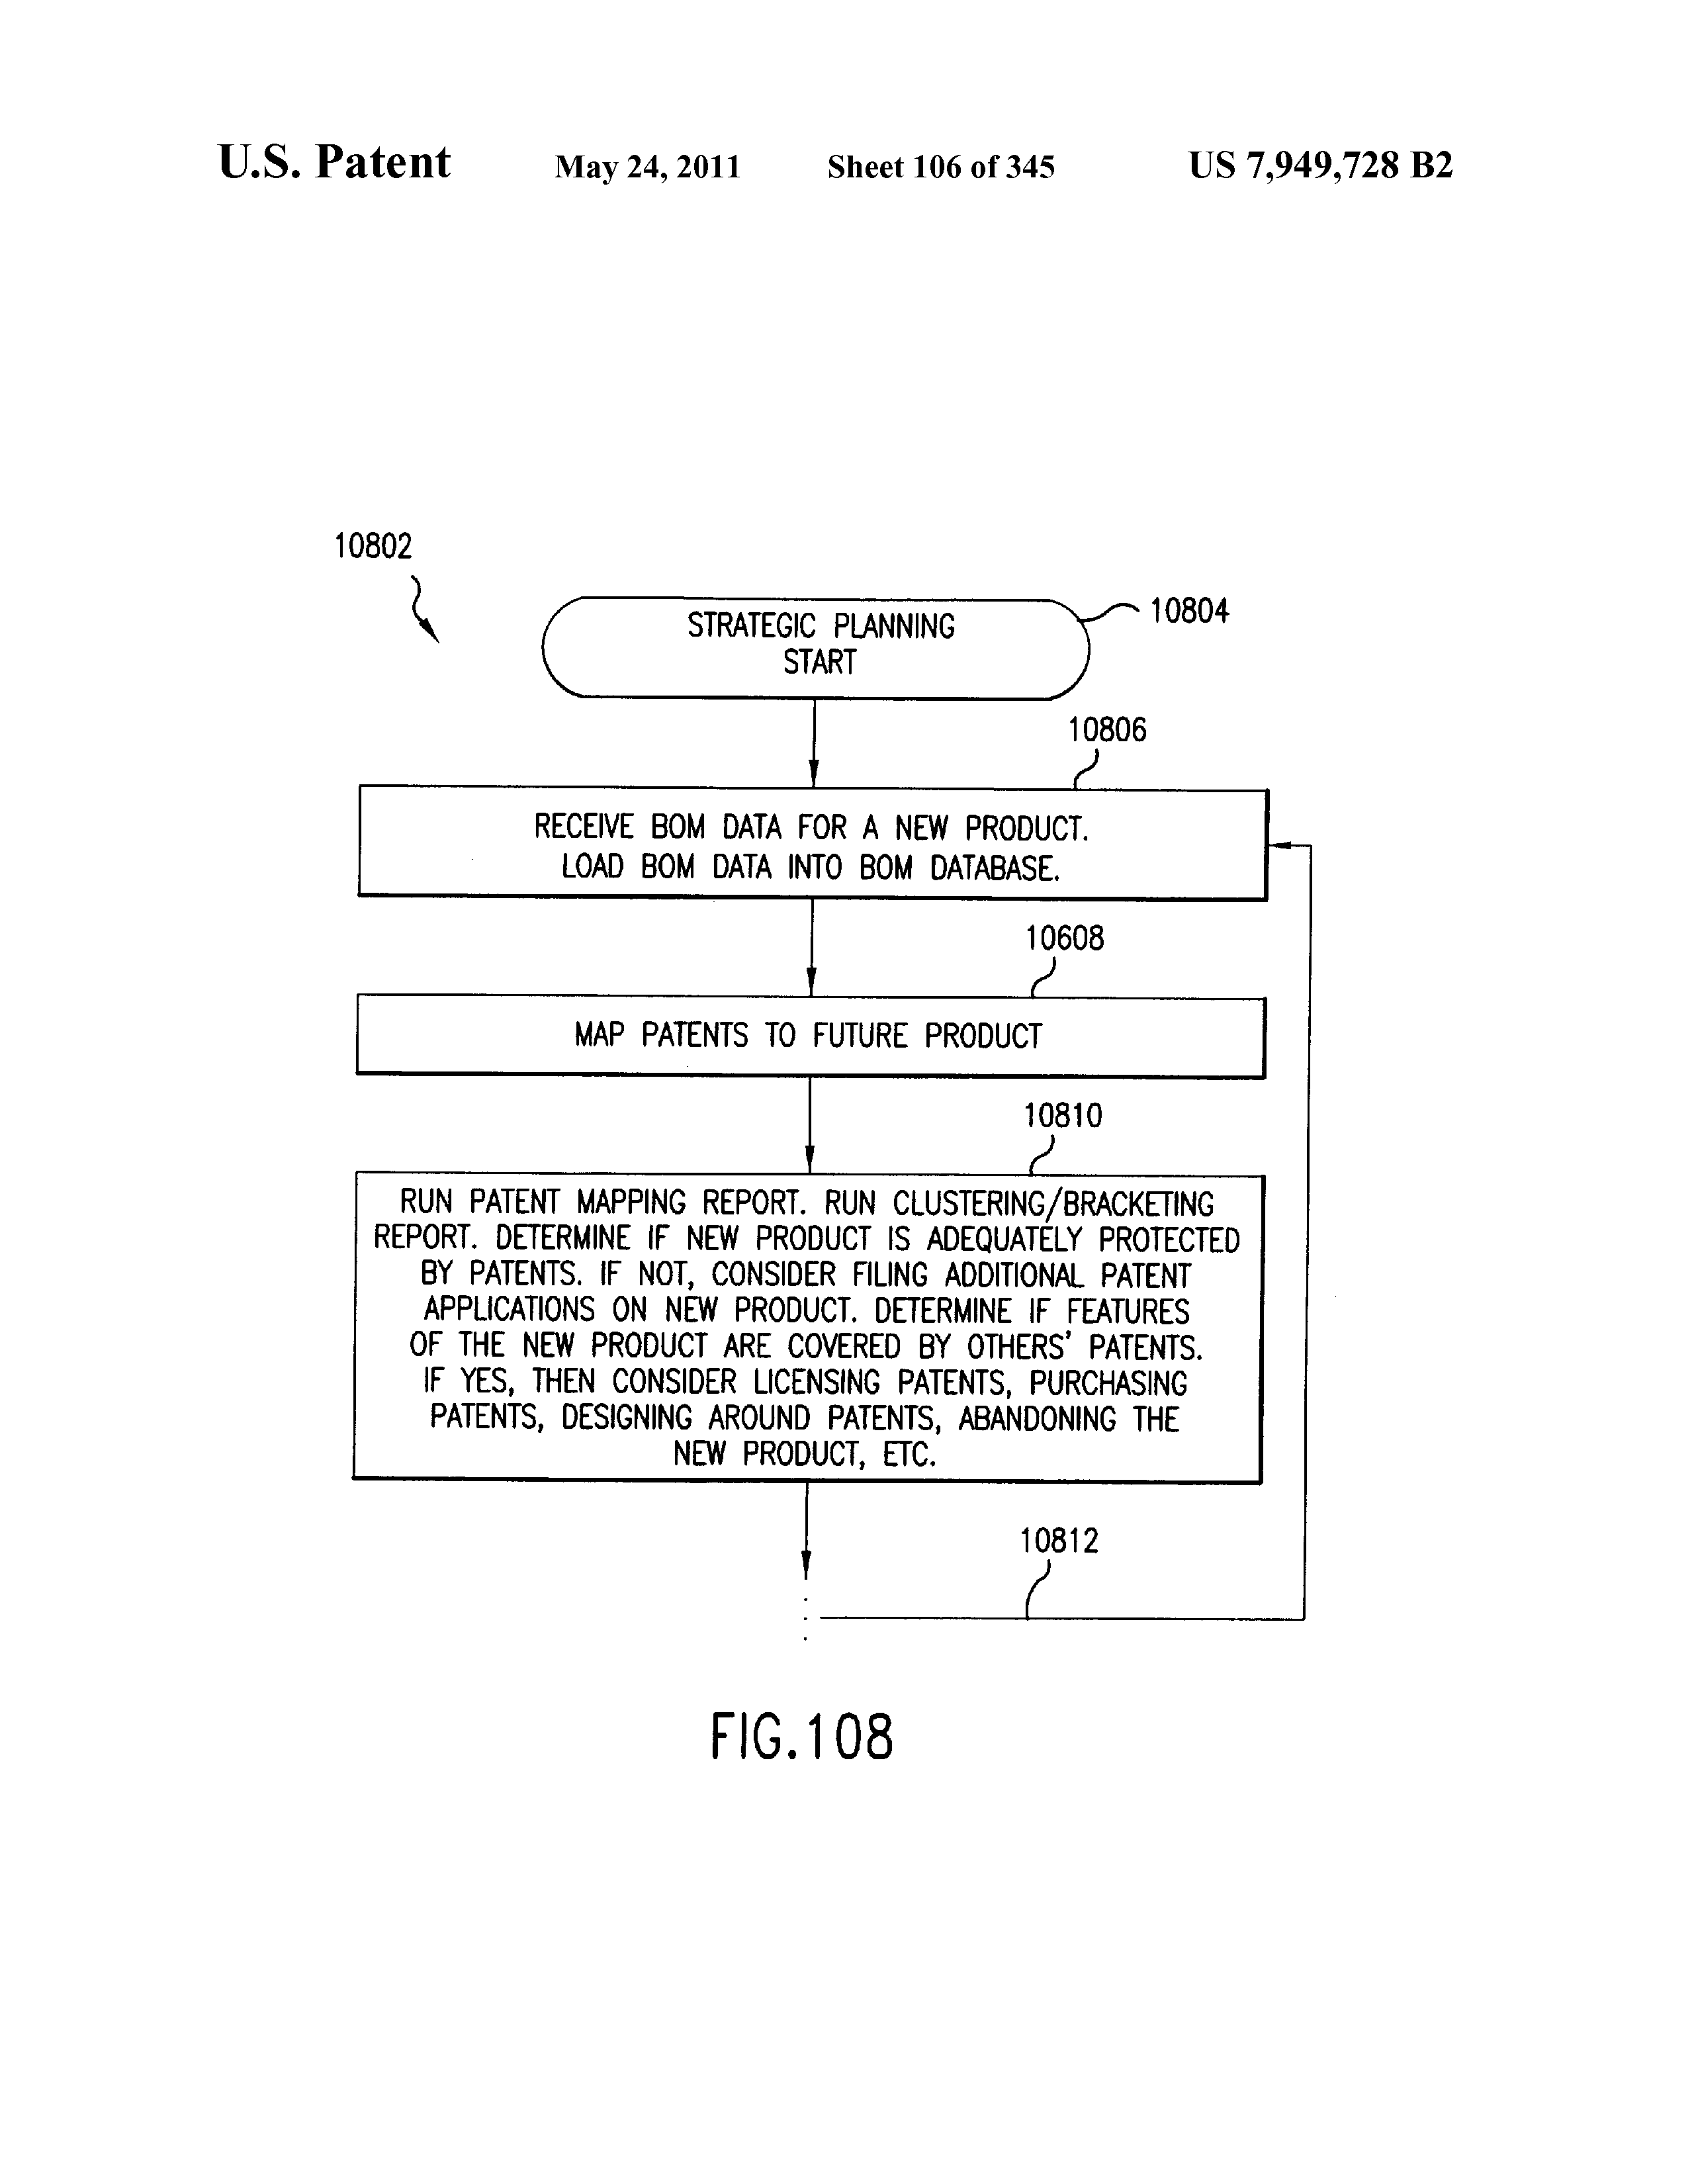 U.S. Patent May 24, 2011 Sheet 106 of 345 US 7,949,728 B2
10802
STRATEGIC PLANNING
START
10804
10806
RECEIVE BOM DATA FOR A NEW PRODUCT.
LOAD BOM DATA INTO BOM DATABASE.
10608
MAP PATENTS TO FUTURE PRODUCT
10810
RUN PATENT MAPPING REPORT. RUN CLUSTERING/BRACKETING
REPORT. DETERMINE IF NEW PRODUCT IS ADEQUATELY PROTECTED
BY PATENTS. IF NOT, CONSIDER FILING ADDITIONAL PATENT
APPLICATIONS ON NEW PRODUCT. DETERMINE IF FEATURES
OF THE NEW PRODUCT ARE COVERED BY OTHERS' PATENTS.
IF YES, THEN CONSIDER LICENSING PATENTS, PURCHASING
PATENTS, DESIGNING AROUND PATENTS, ABANDONING THE
NEW PRODUCT, ETC.
10812
FIG.108